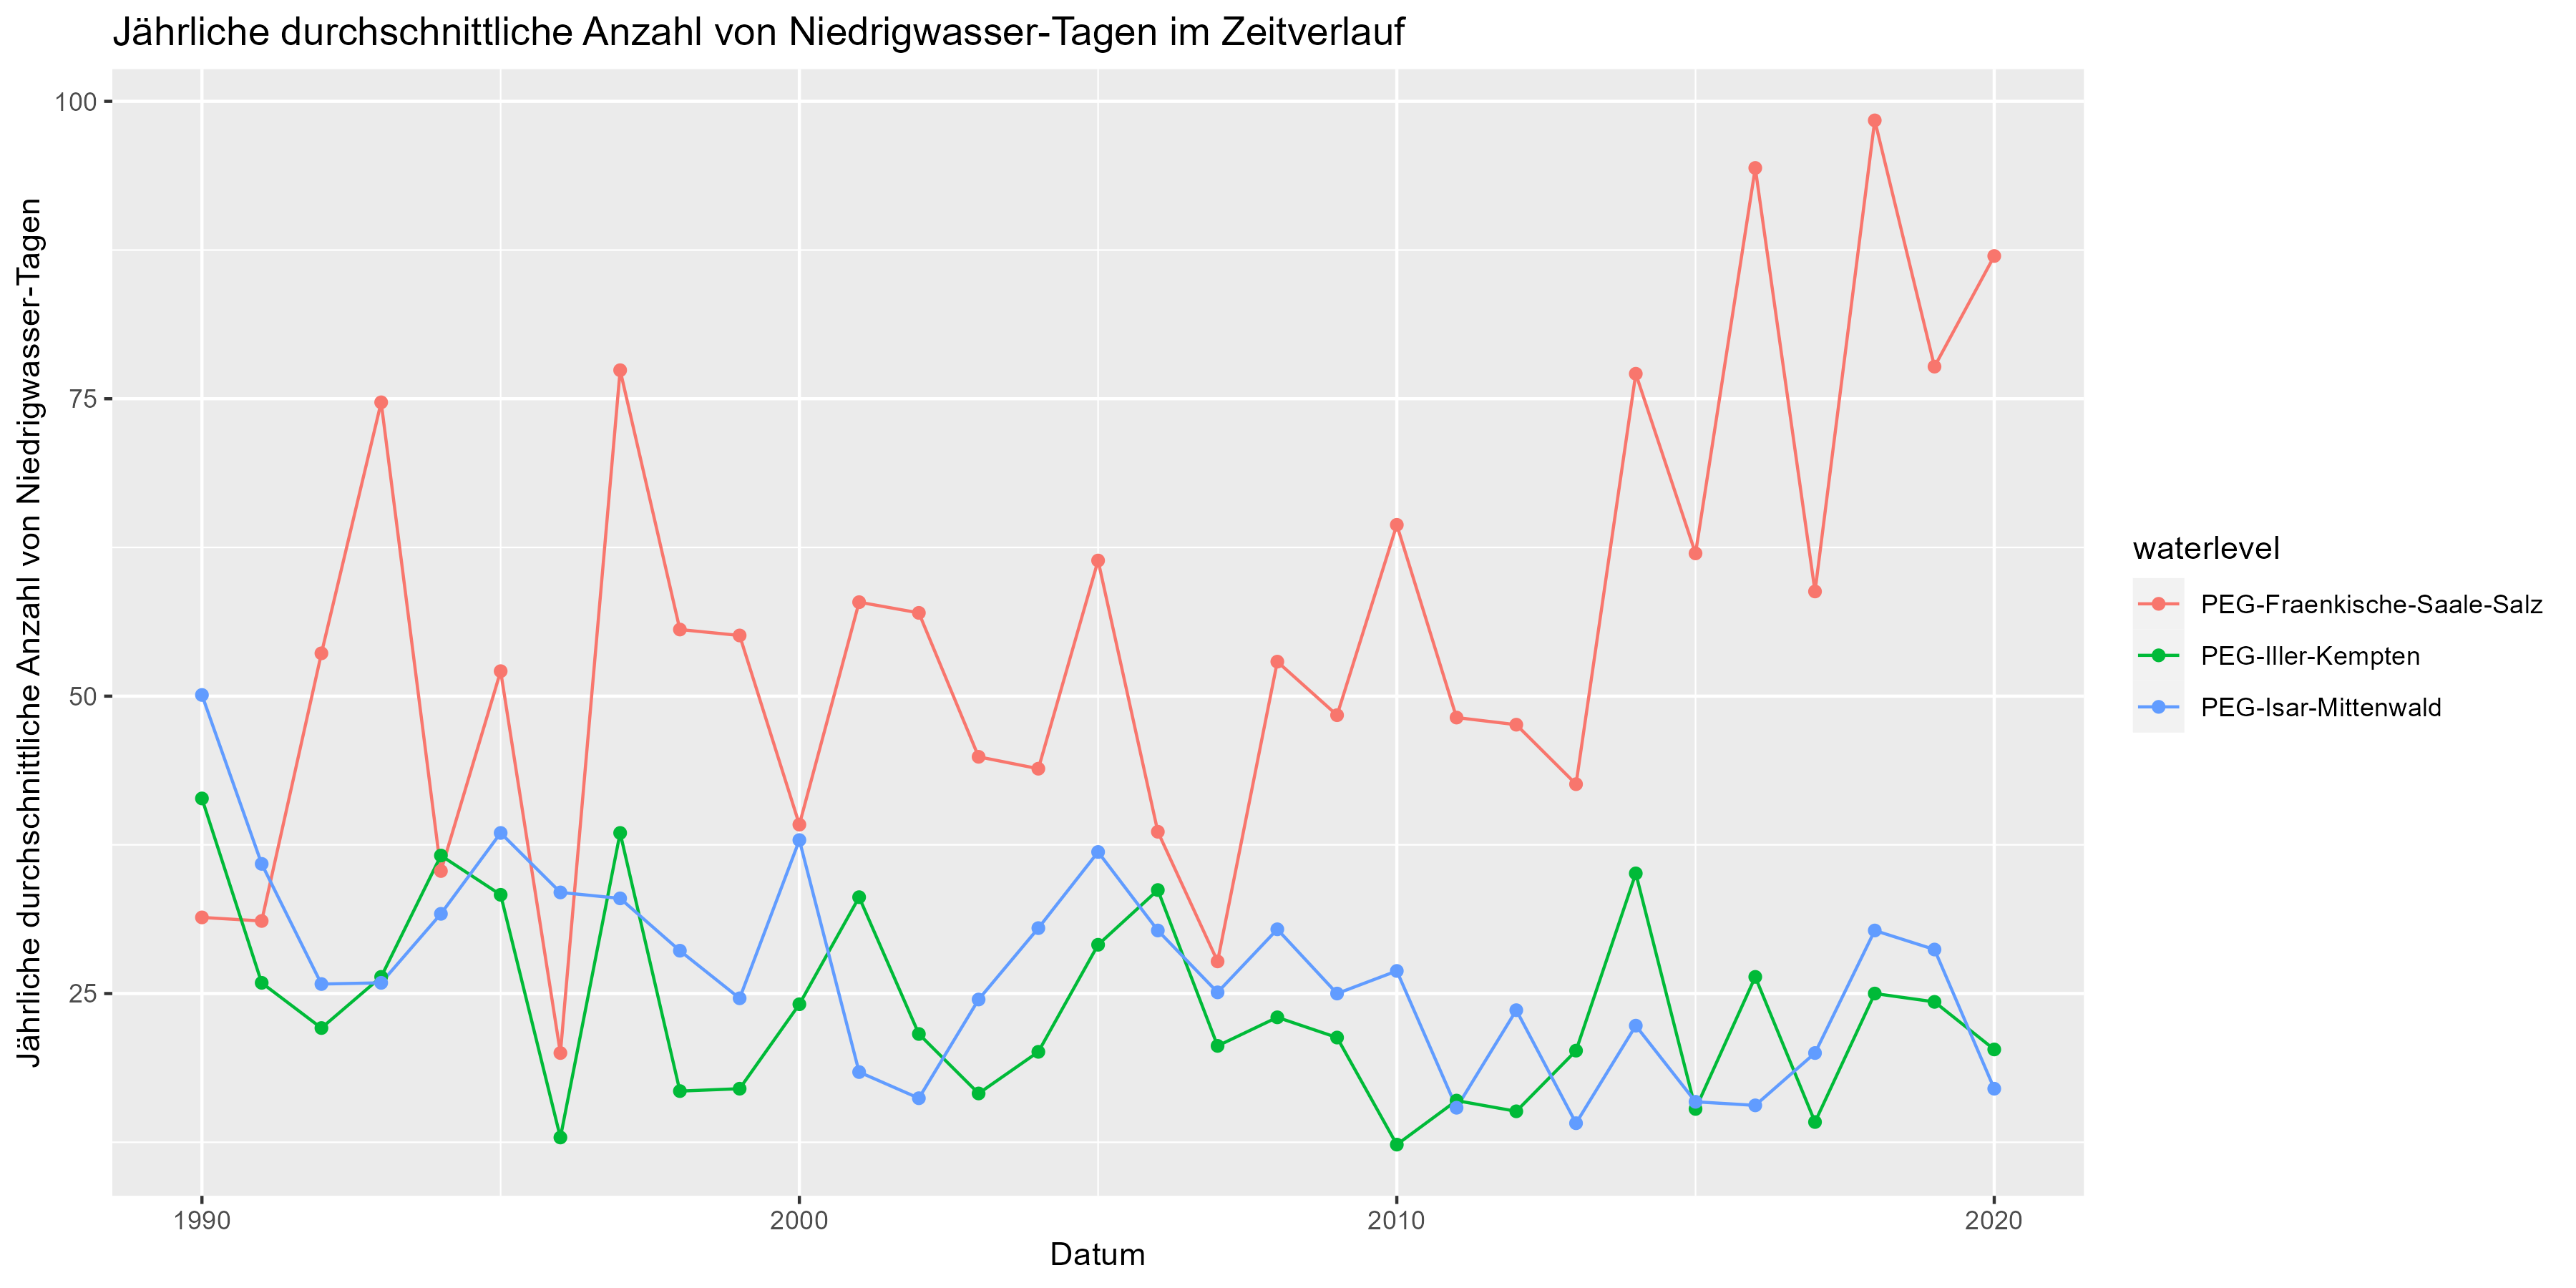 Jährliche durchschnittliche Anzahl von Niedrigwasser-Tagen im Zeitverlauf
Jährliche durchschnittliche Anzahl von Niedrigwasser-Tagen
100
75
50
25
1990
2000
2010
2020
Datum
waterlevel
PEG-Fraenkische-Saale-Salz
PEG-Iller-Kempten
PEG-Isar-Mittenwald